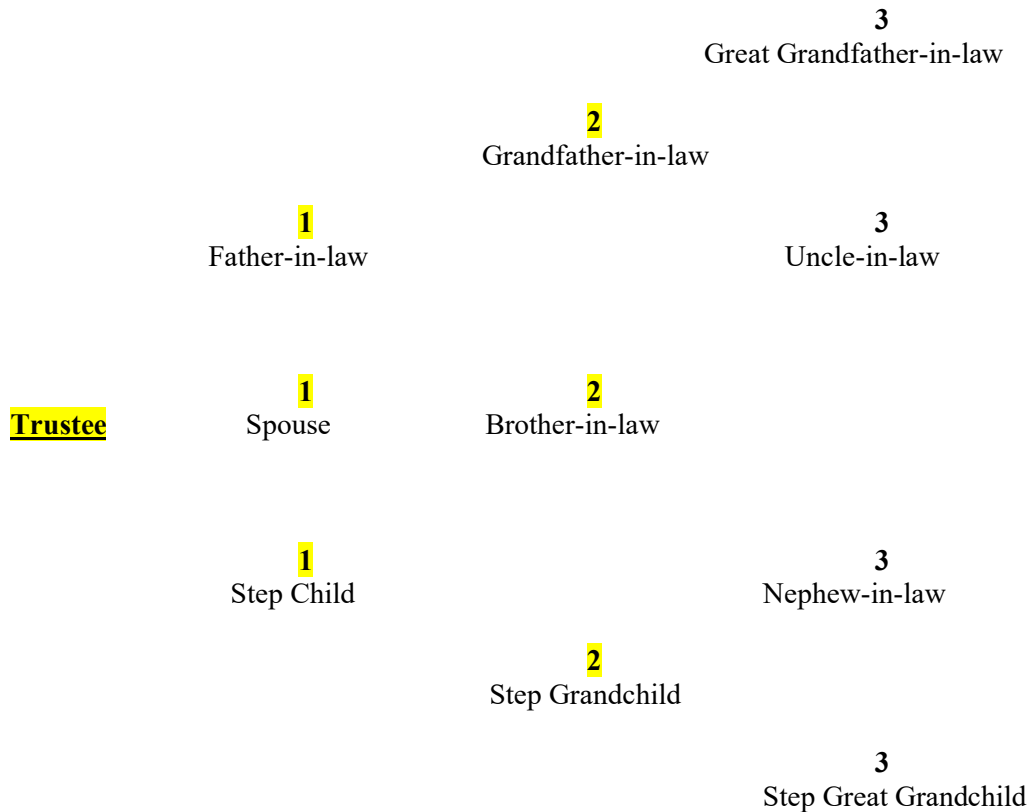 3
Great Grandfather-in-law
2
Grandfather-in-law
1 3
Father-in-law Uncle-in-law
1 2
Trustee Spouse Brother-in-law
1 3
Step Child Nephew-in-law
2
Step Grandchild
3
Step Great Grandchild